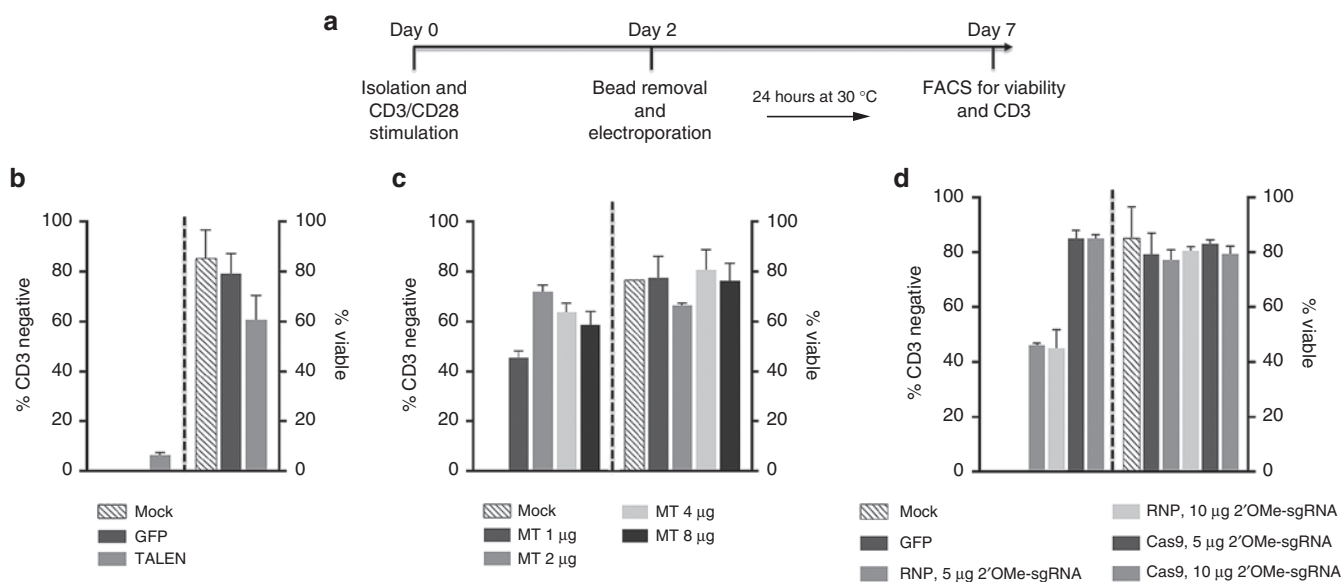 a
Day 0
Day 2
Day 7
Isolation and
CD3/CD28
stimulation
Bead removal
and
electroporation
24 hours at 30 °C
FACS for viability
and CD3
b
% CD3 negative
100
80
60
40
20
0
100
80
60
40
20
0
% viable
Mock
GFP
TALEN
c
% CD3 negative
100
80
60
40
20
0
100
80
60
40
20
0
% viable
Mock
MT 1 µg
MT 2 µg
MT 4 µg
MT 8 µg
d
% CD3 negative
100
80
60
40
20
0
100
80
60
40
20
0
% viable
Mock
GFP
RNP, 5 µg 2′OMe-sgRNA
RNP, 10 µg 2′OMe-sgRNA
Cas9, 5 µg 2′OMe-sgRNA
Cas9, 10 µg 2′OMe-sgRNA